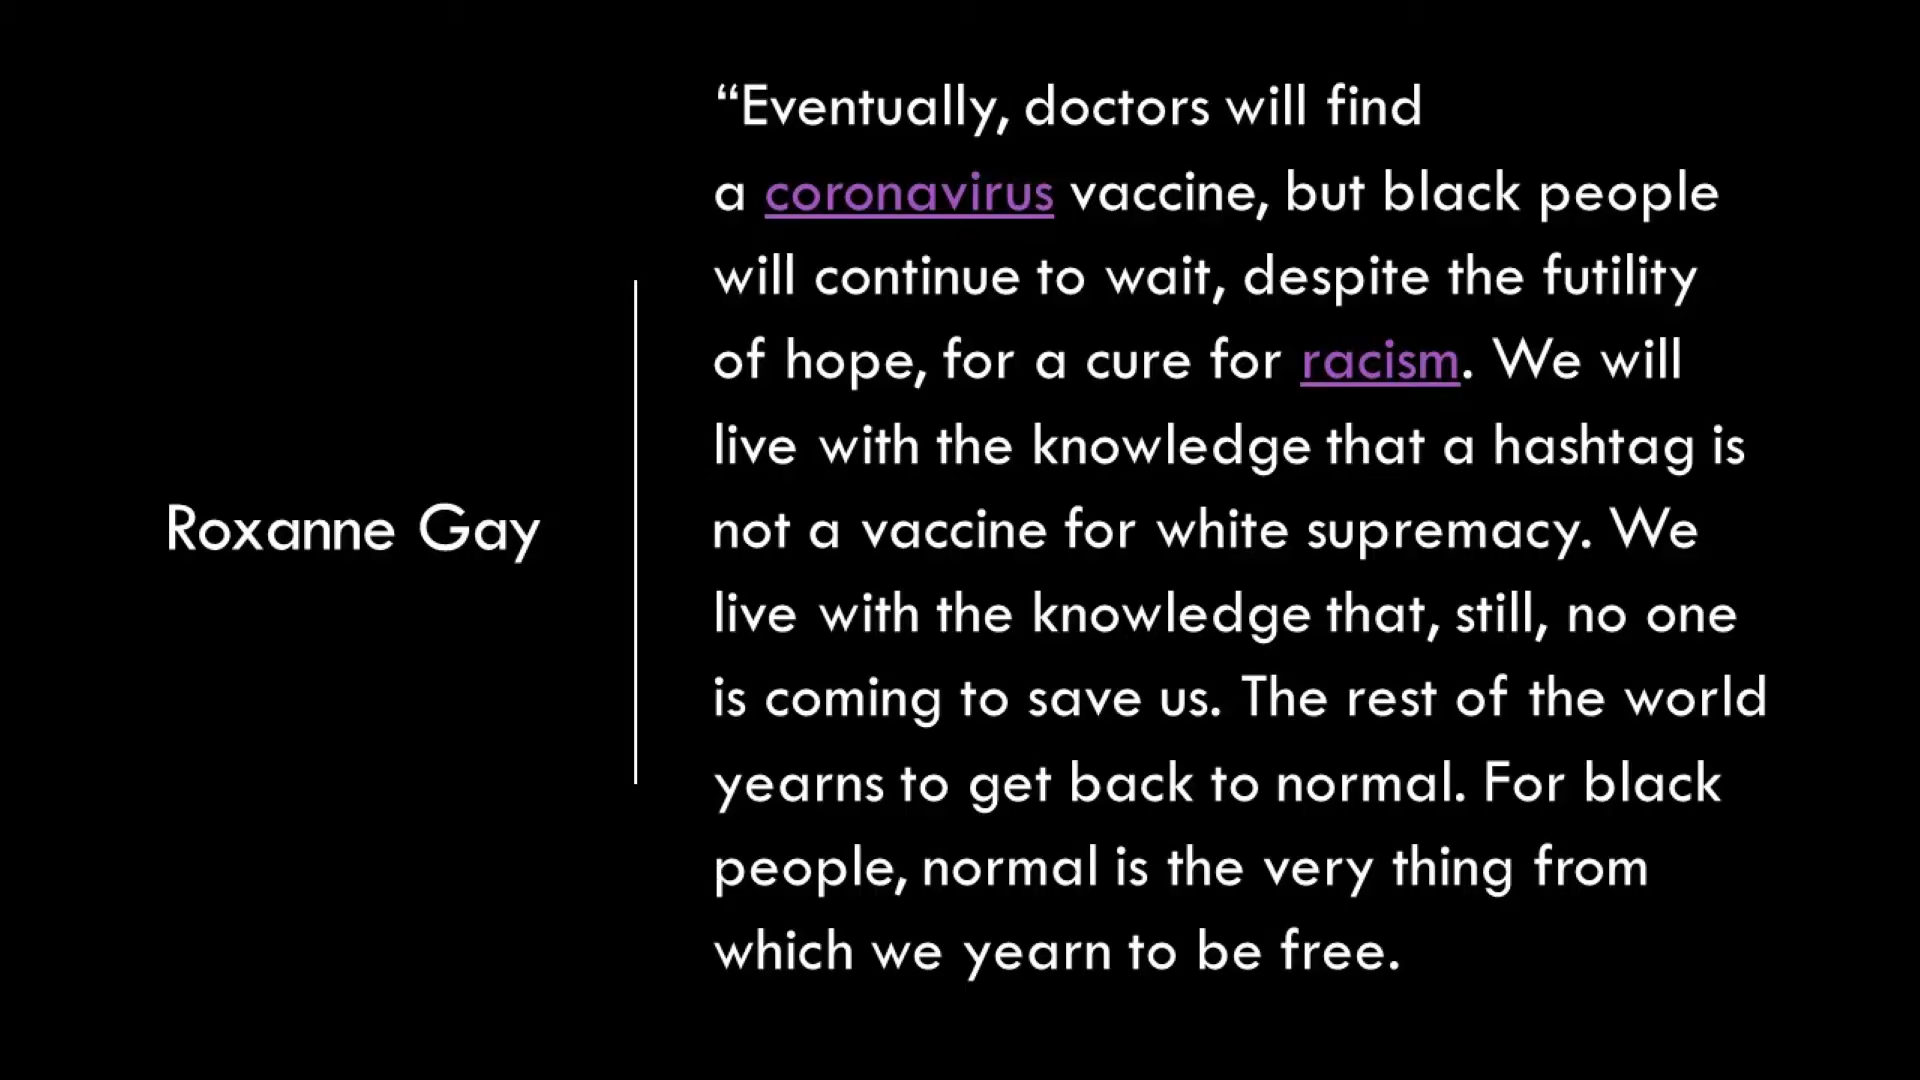 Roxanne Gay
“Eventually, doctors will find
a coronavirus vaccine, but black people
will continue to wait, despite the futility
of hope, for a cure for racism. We will
live with the knowledge that a hashtag is
not a vaccine for white supremacy. We
live with the knowledge that, still, no one
is coming to save us. The rest of the world
yearns to get back to normal. For black
people, normal is the very thing from
which we yearn to be free.